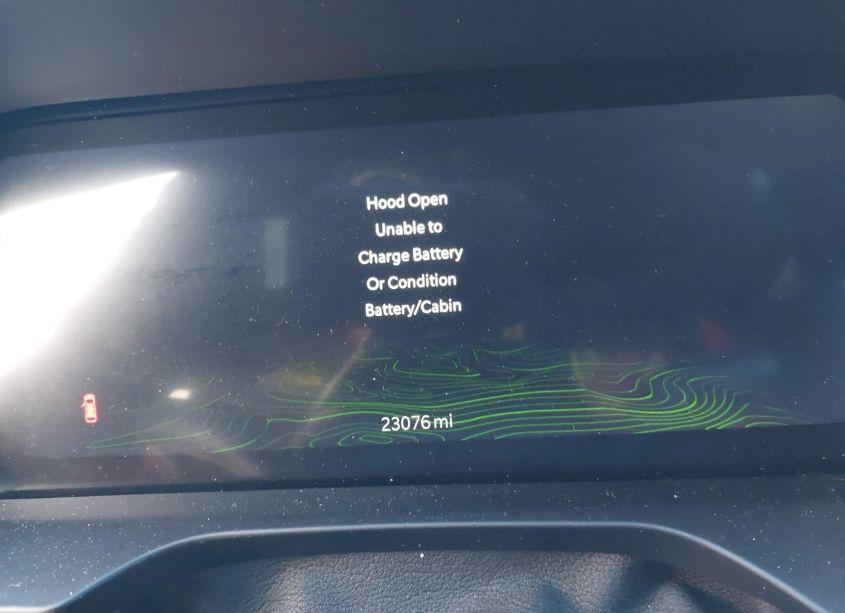 Hood Open
Unable to
Charge Battery
Or Condition
Battery/Cabin
23076 mi